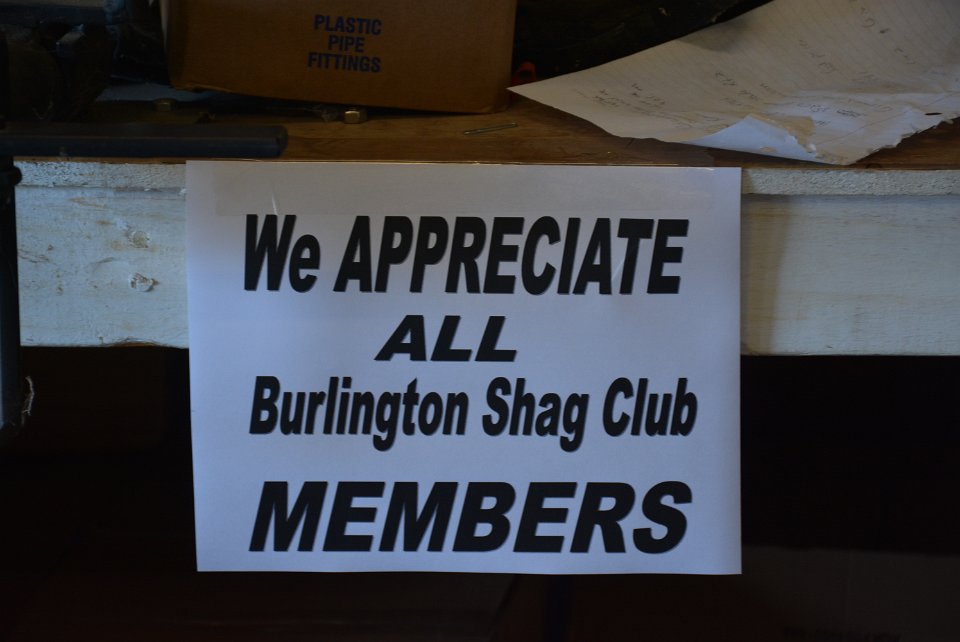 PLASTIC
PIPE
FITTINGS
We APPRECIATE
ALL
Burlington Shag Club
MEMBERS